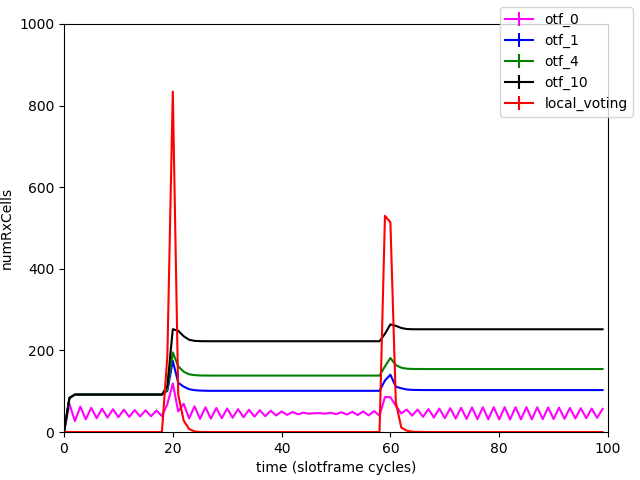 1000
800
600
400
200
0
numRxCells
0 20 40 60 80 100
time (slotframe cycles)
otf_0
otf_1
otf_4
otf_10
local_voting